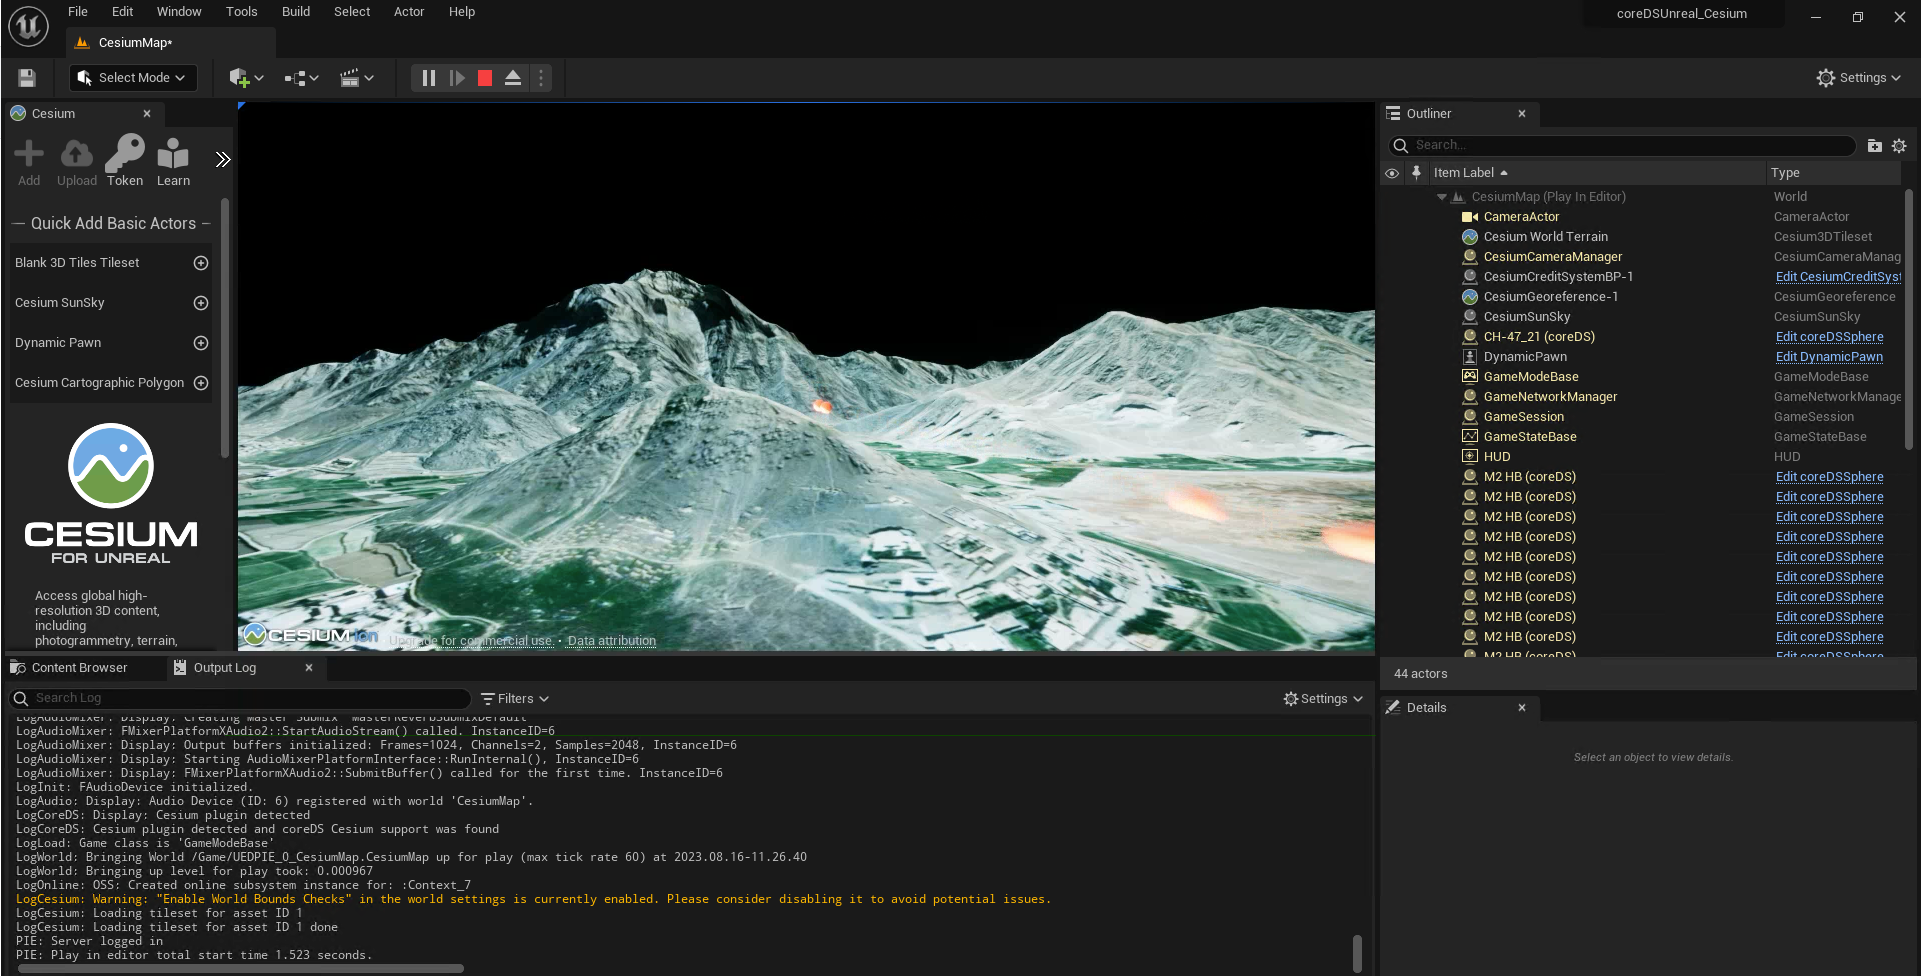 File Edit Window Tools Build Select Actor Help
coreDSUnreal_Cesium
CesiumMap*
Select Mode
Settings
Cesium
Add Upload Token Learn
Quick Add Basic Actors
Blank 3D Tiles Tileset
Cesium SunSky
Dynamic Pawn
Cesium Cartographic Polygon
CESIUM
FOR UNREAL
Access global high-
resolution 3D content,
including
photogrammetry, terrain,
CESIUM ion
Upgrade for commercial use. • Data attribution
Outliner
Search...
Item Label Type
CesiumMap (Play In Editor) World
CameraActor CameraActor
Cesium World Terrain Cesium3DTileset
CesiumCameraManager CesiumCameraManag
CesiumCreditSystemBP-1 Edit CesiumCreditSyst
CesiumGeoreference-1 CesiumGeoreference
CesiumSunSky CesiumSunSky
CH-47_21 (coreDS) Edit coreDSSphere
DynamicPawn Edit DynamicPawn
GameModeBase GameModeBase
GameNetworkManager GameNetworkManage
GameSession GameSession
GameStateBase GameStateBase
HUD HUD
M2 HB (coreDS) Edit coreDSSphere
M2 HB (coreDS) Edit coreDSSphere
M2 HB (coreDS) Edit coreDSSphere
M2 HB (coreDS) Edit coreDSSphere
M2 HB (coreDS) Edit coreDSSphere
M2 HB (coreDS) Edit coreDSSphere
M2 HB (coreDS) Edit coreDSSphere
M2 HB (coreDS) Edit coreDSSphere
M2 HB (coreDS) Edit coreDSSphere
M2 HB (coreDS) Edit coreDSSphere
44 actors
Details
Select an object to view details.
Content Browser Output Log
Search Log Filters Settings
LogAudioMixer: Display: Creating Master Submix 'MasterReverbSubmixDefault'
LogAudioMixer: FMixerPlatformXAudio2::StartAudioStream() called. InstanceID=6
LogAudioMixer: Display: Output buffers initialized: Frames=1024, Channels=2, Samples=2048, InstanceID=6
LogAudioMixer: Display: Starting AudioMixerPlatformInterface::RunInternal(), InstanceID=6
LogAudioMixer: Display: FMixerPlatformXAudio2::SubmitBuffer() called for the first time. InstanceID=6
LogInit: FAudioDevice initialized.
LogAudio: Display: Audio Device (ID: 6) registered with world 'CesiumMap'.
LogCoreDS: Display: Cesium plugin detected
LogCoreDS: Cesium plugin detected and coreDS Cesium support was found
LogLoad: Game class is 'GameModeBase'
LogWorld: Bringing World /Game/UEDPIE_0_CesiumMap.CesiumMap up for play (max tick rate 60) at 2023.08.16-11.26.40
LogWorld: Bringing up level for play took: 0.000967
LogOnline: OSS: Created online subsystem instance for: :Context_7
LogCesium: Warning: "Enable World Bounds Checks" in the world settings is currently enabled. Please consider disabling it to avoid potential issues.
LogCesium: Loading tileset for asset ID 1
LogCesium: Loading tileset for asset ID 1 done
PIE: Server logged in
PIE: Play in editor total start time 1.523 seconds.